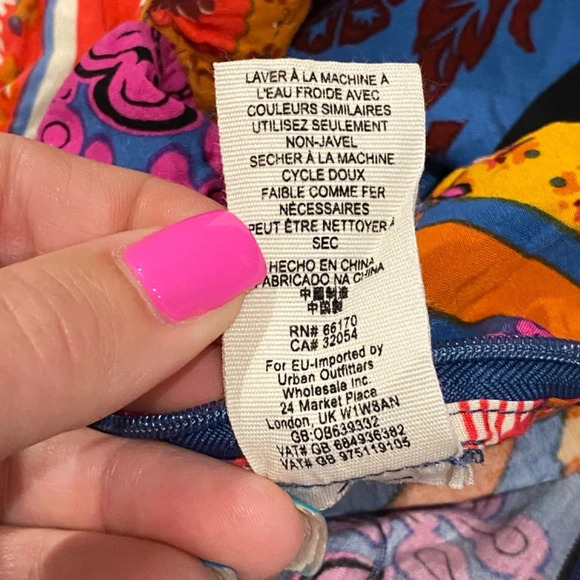 LAVER À LA MACHINE A
L'EAU FROIDE AVEC
COULEURS SIMILAIRES
UTILISEZ SEULEMENT
NON-JAVEL
SECHER À LA MACHINE
CYCLE DOUX
FAIBLE COMME FER
NÉCESSAIRES
PEUT ÊTRE NETTOYER À
SEC
HECHO EN CHINA
FABRICADO NA CHINA
中國制造
中國製
RN# 66170
CA# 32054
For EU-Imported by
Urban Outfitters
Wholesale Inc.
24 Market Place
London, UK W1W8AN
GB:OB639332
VAT# GB 684936382
VAT# GB 975119105